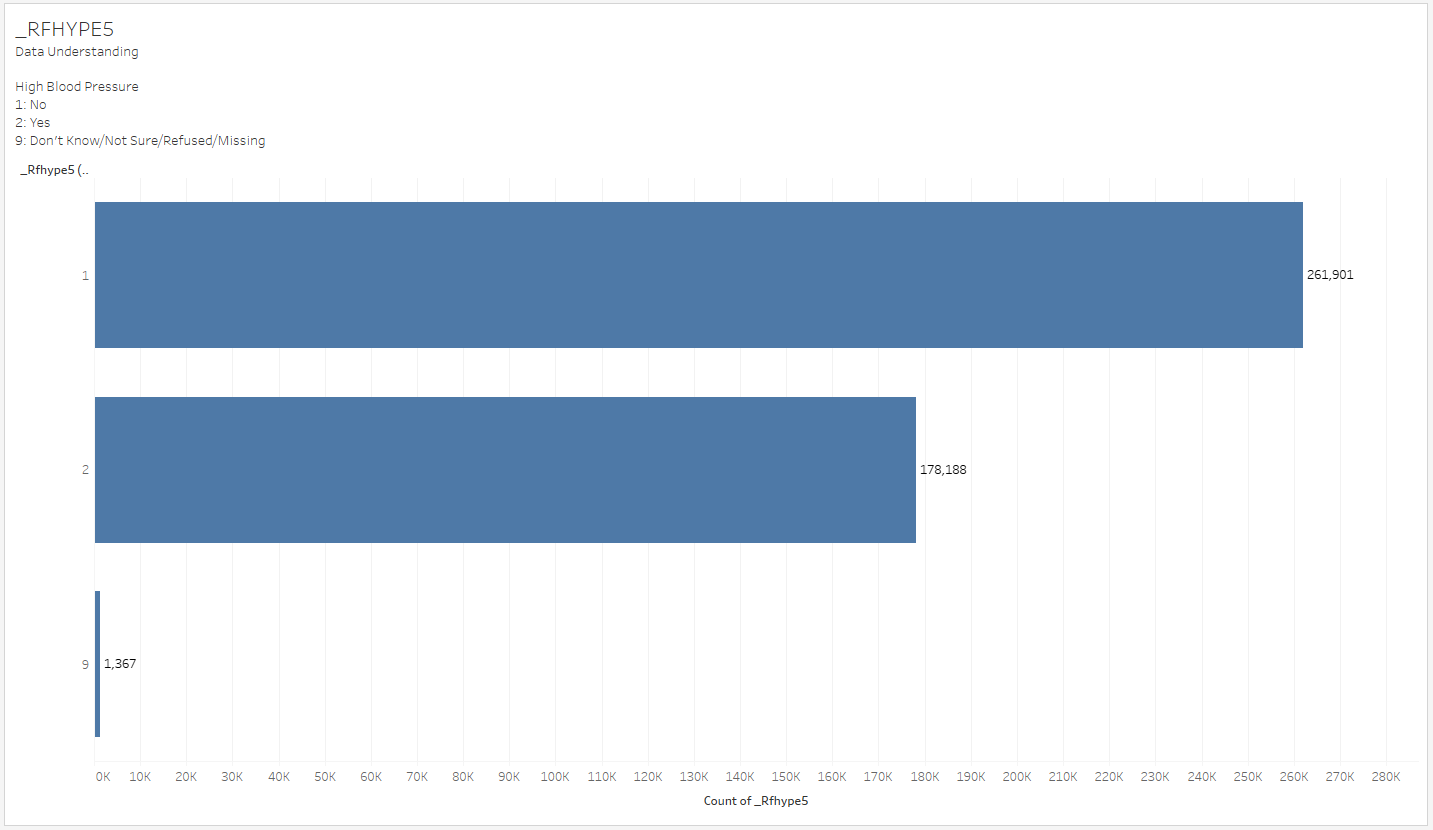 _RFHYPE5
Data Understanding
High Blood Pressure
1: No
2: Yes
9: Don't Know/Not Sure/Refused/Missing
_Rfhype5 (..
1
261,901
2
178,188
9
1,367
0K 10K 20K 30K 40K 50K 60K 70K 80K 90K 100K 110K 120K 130K 140K 150K 160K 170K 180K 190K 200K 210K 220K 230K 240K 250K 260K 270K 280K
Count of _Rfhype5